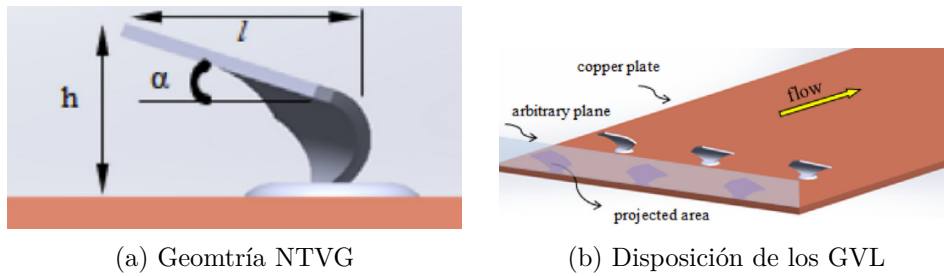 l
α
h
copper plate
flow
arbitrary plane
projected area
(a) Geomtría NTVG
(b) Disposición de los GVL